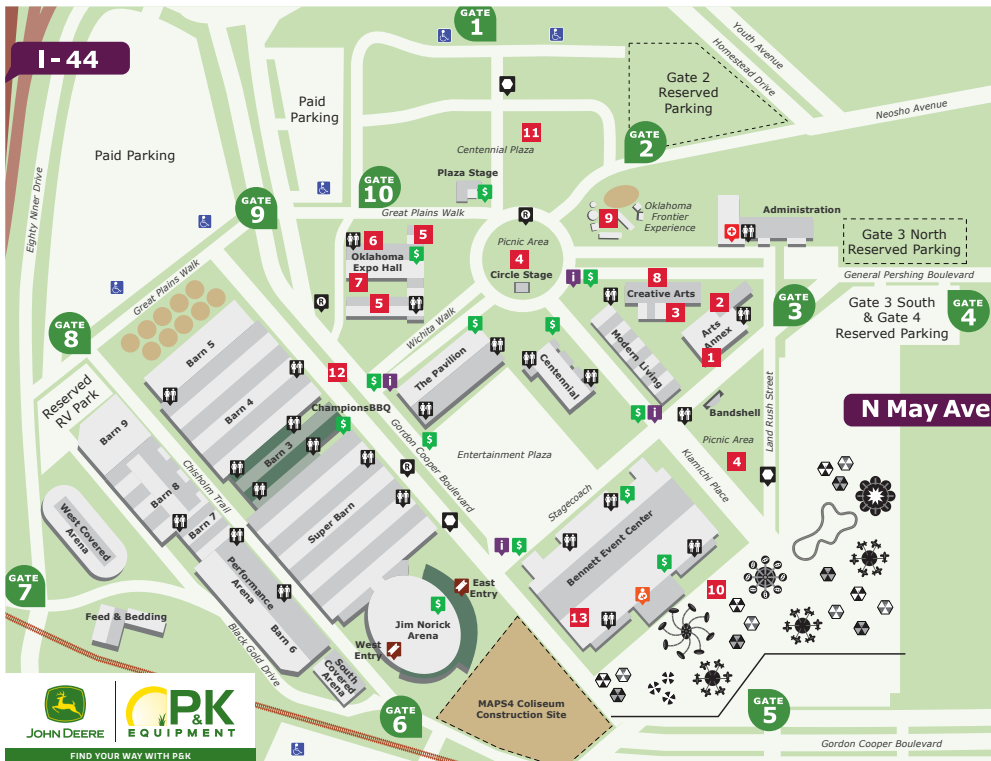 I - 44
GATE
1
Youth Avenue
Homestead Drive
Gate 2
Reserved
Parking
Neosho Avenue
Paid
Parking
Paid Parking
11
Centennial Plaza
GATE
2
Eighty Niner Drive
Plaza Stage
$
GATE
10
GATE
9
Great Plains Walk
R
9
Oklahoma
Frontier
Experience
Administration
Gate 3 North
Reserved Parking
5
6
Oklahoma
Expo Hall
$
7
5
Picnic Area
4
Circle Stage
i
$
8
Creative Arts
3
2
Arts
Annex
1
General Pershing Boulevard
GATE
3
Gate 3 South
& Gate 4
Reserved Parking
GATE
4
Great Plains Walk
R
GATE
8
Wichita Walk
$
$
The Pavilion
Centennial
Modern Living
Land Rush Street
Barn 5
12
$
i
Reserved
RV Park
Barn 4
ChampionsBBQ
$
$
i
Bandshell
N May Ave
Barn 9
Barn 3
$
Gordon Cooper Boulevard
Entertainment Plaza
Picnic Area
4
Kiamichi Place
R
Chisholm Trail
Barn 8
Barn 7
Super Barn
Stagecoach
$
West Covered
Arena
Bennett Event Center
i
$
$
Performance
Arena
GATE
7
East
Entry
10
$
Jim Norick
Arena
13
Feed & Bedding
Barn 6
West
Entry
Black Gold Drive
South
Covered
Arena
GATE
6
MAPS4 Coliseum
Construction Site
GATE
5
Gordon Cooper Boulevard
JOHN DEERE
P&K
EQUIPMENT
FIND YOUR WAY WITH P&K